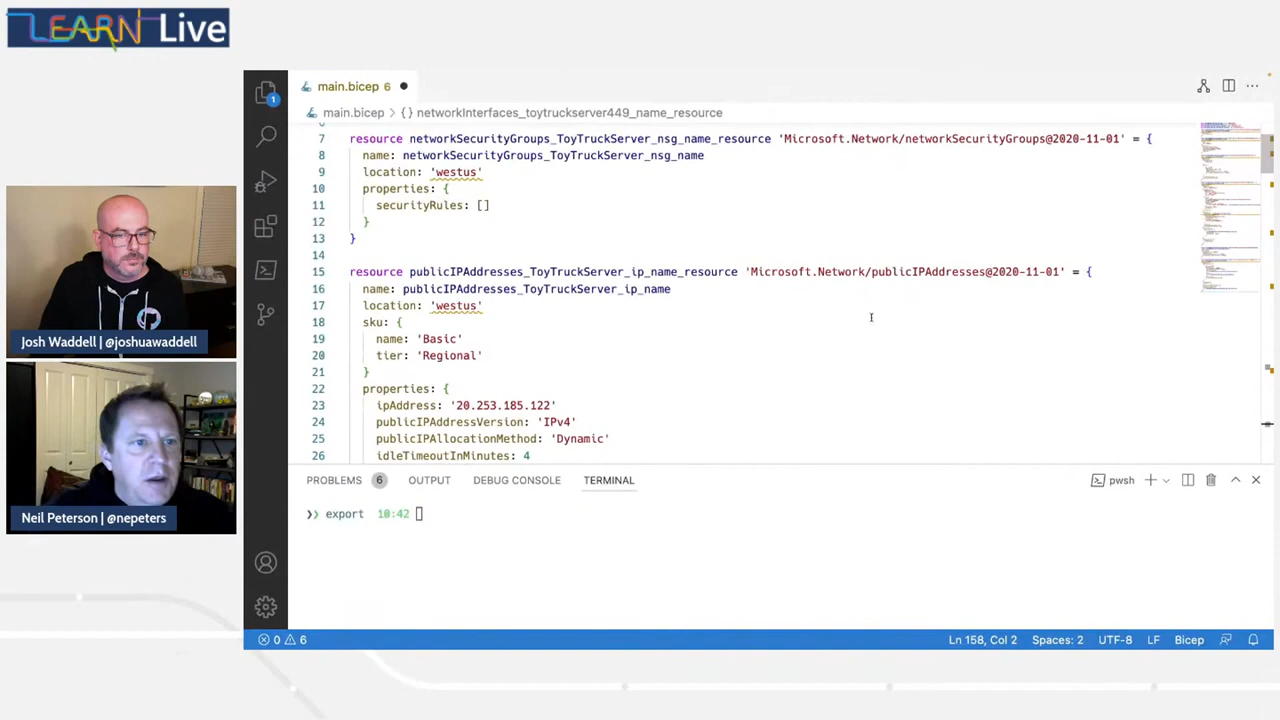 LEARN Live
main.bicep 6
main.bicep > {} networkInterfaces_toytruckserver449_name_resource
1
7 resource networkSecurityGroups_ToyTruckServer_nsg_name_resource 'Microsoft.Network/networkSecurityGroups@2020-11-01' = {
8 name: networkSecurityGroups_ToyTruckServer_nsg_name
9 location: 'westus'
10 properties: {
11 securityRules: []
12 }
13 }
14
15 resource publicIPAddresses_ToyTruckServer_ip_name_resource 'Microsoft.Network/publicIPAddresses@2020-11-01' = {
16 name: publicIPAddresses_ToyTruckServer_ip_name
17 location: 'westus'
18 sku: {
19 name: 'Basic'
20 tier: 'Regional'
21 }
22 properties: {
23 ipAddress: '20.253.185.122'
24 publicIPAddressVersion: 'IPv4'
25 publicIPAllocationMethod: 'Dynamic'
26 idleTimeoutInMinutes: 4
Josh Waddell | @joshuawaddell
Neil Peterson | @nepeters
PROBLEMS 6 OUTPUT DEBUG CONSOLE TERMINAL pwsh
export 10:42
0 6 Ln 158, Col 2 Spaces: 2 UTF-8 LF Bicep